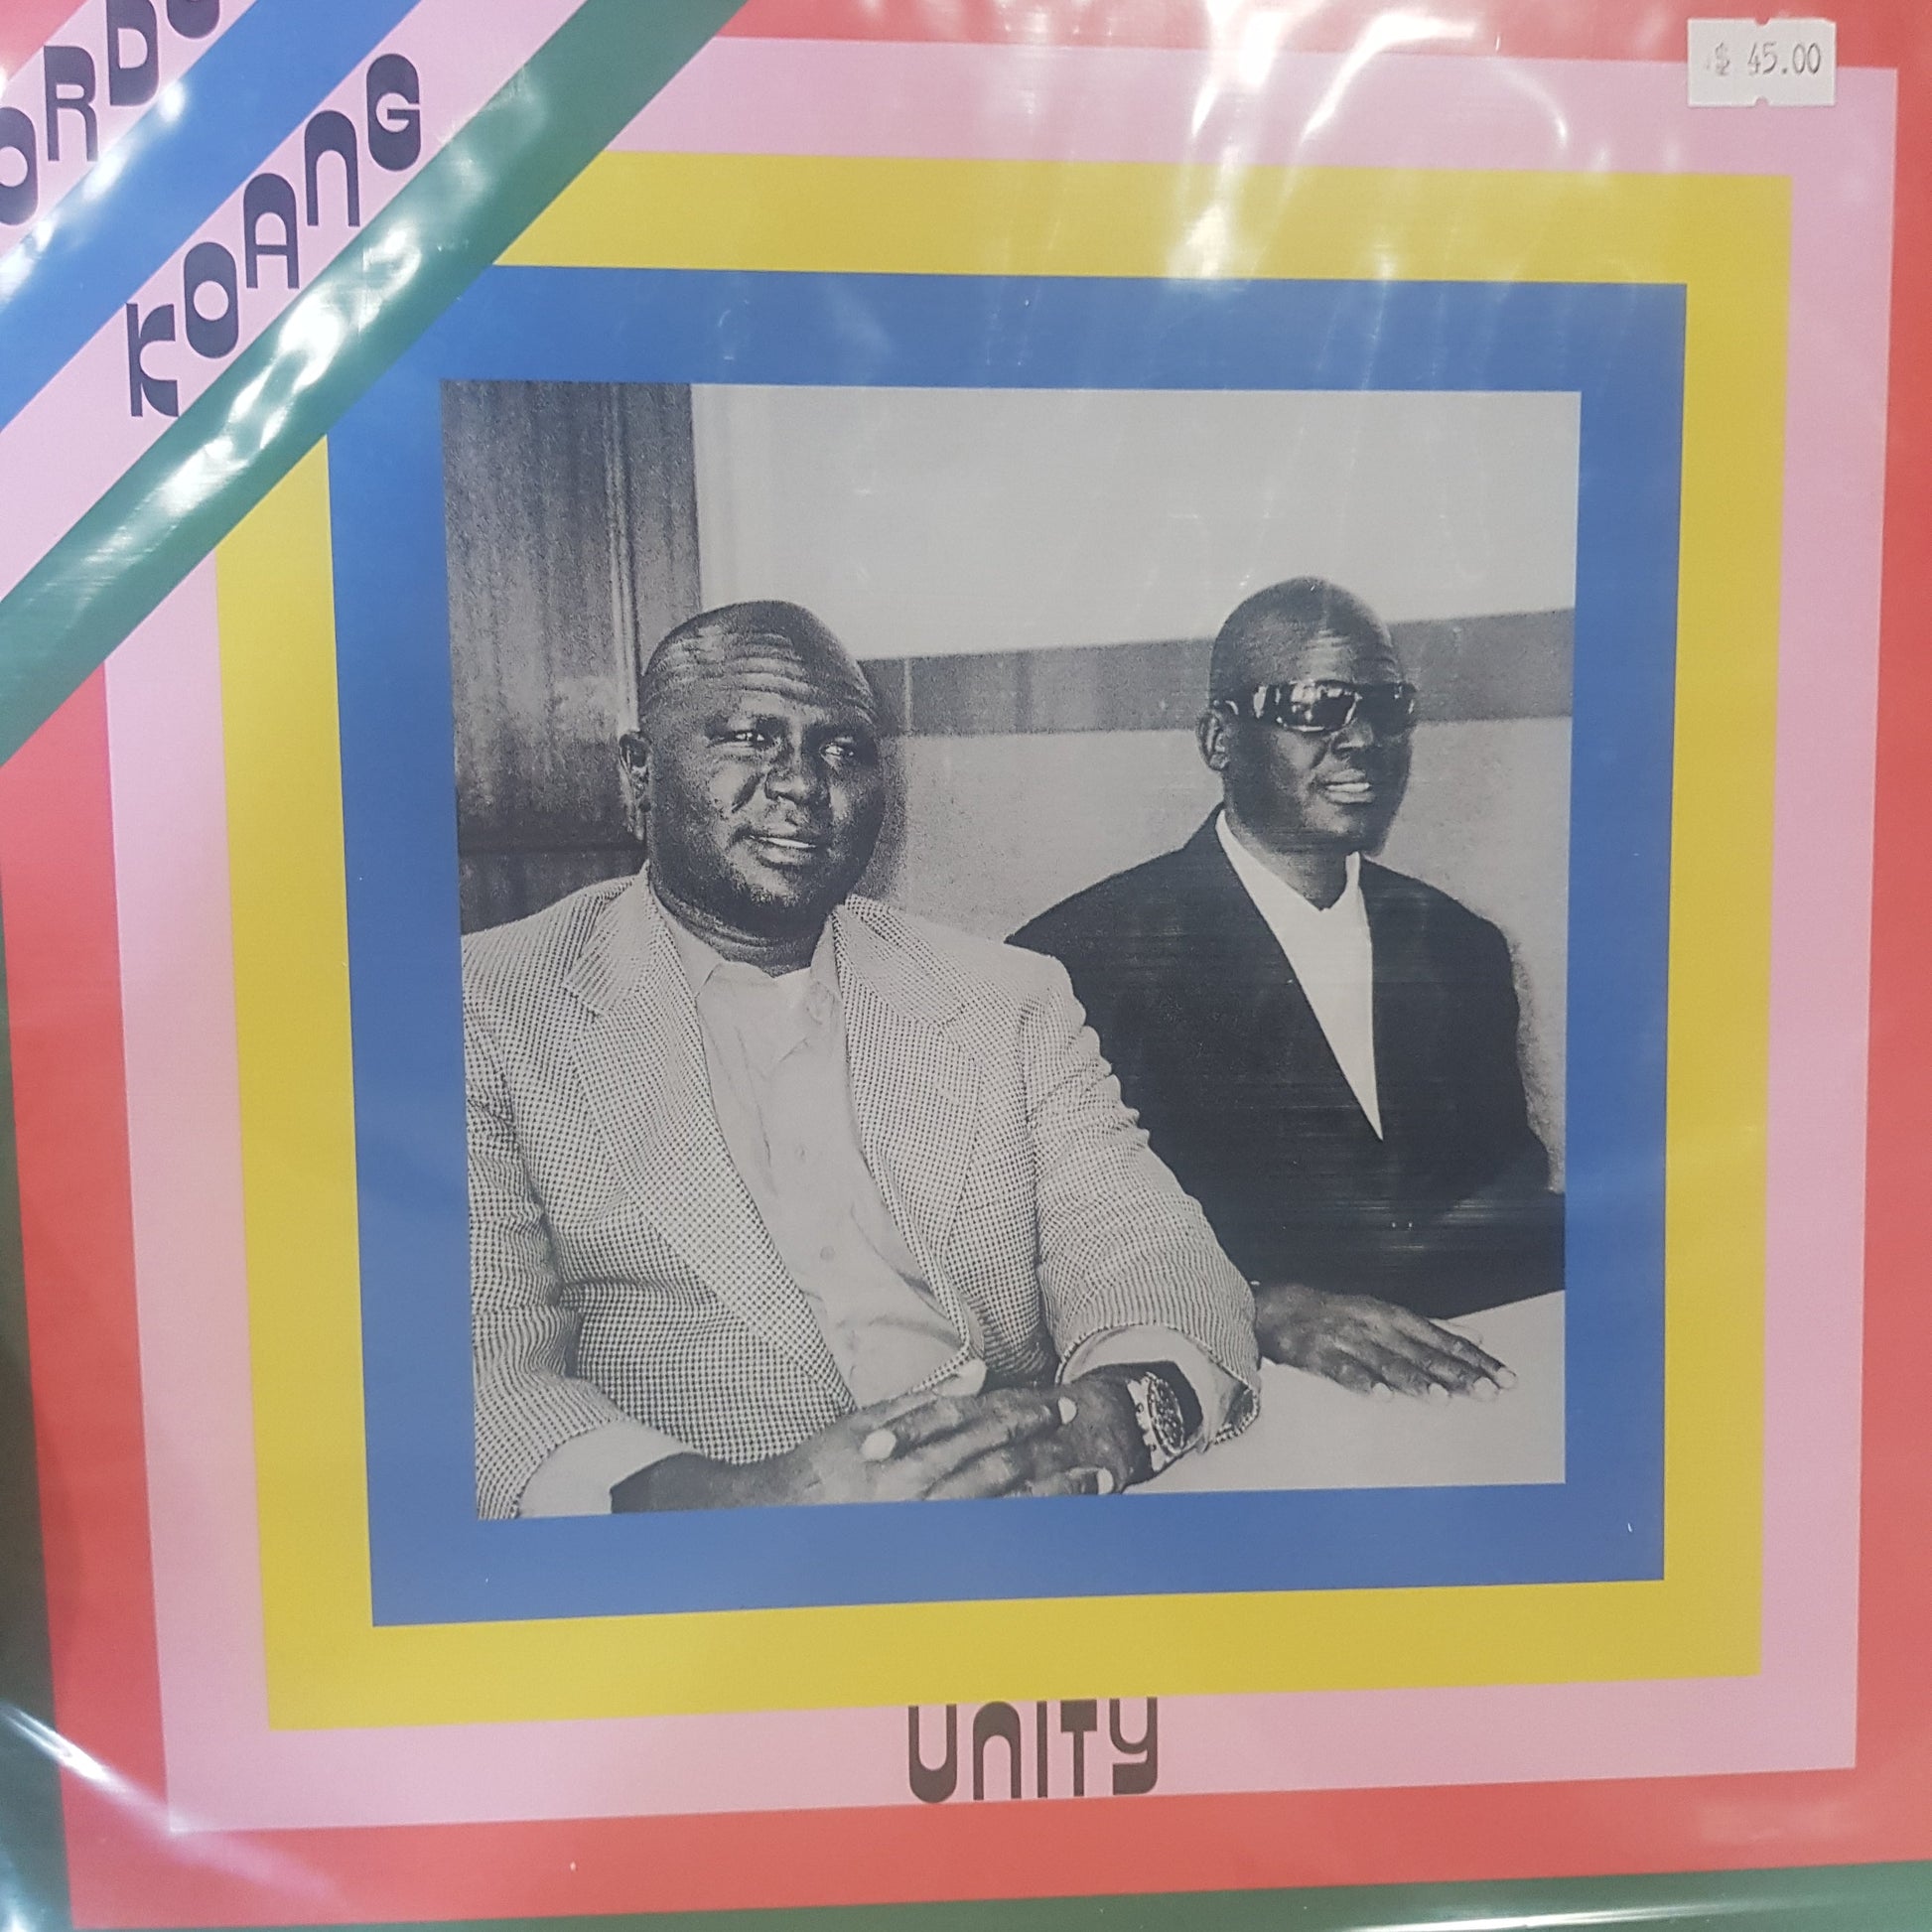 KOANG
$ 45.00
UNITY